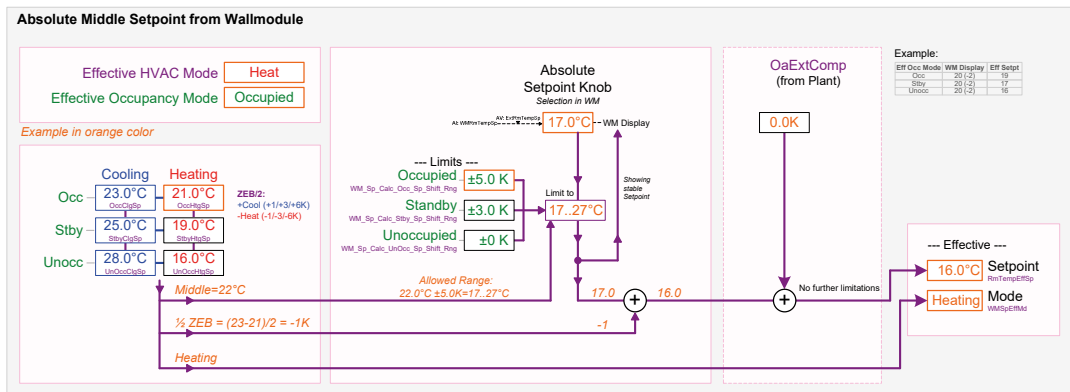 Absolute Middle Setpoint from Wallmodule
Effective HVAC Mode
Heat
Effective Occupancy Mode
Occupied
Example in orange color
Cooling
Heating
Occ
23.0°C
OccClgSp
21.0°C
OccHtgSp
Stby
25.0°C
StbyClgSp
19.0°C
StbyHtgSp
Unocc
28.0°C
UnOccClgSp
16.0°C
UnOccHtgSp
ZEB/2:
+Cool (+1/+3/+6K)
-Heat (-1/-3/-6K)
Middle=22°C
½ ZEB = (23-21)/2 = -1K
Heating
Absolute
Setpoint Knob
Selection in WM
AV: ExtRmTempSp
AI: WMRmTempSp
17.0°C
WM Display
--- Limits ---
Occupied
WM_Sp_Calc_Occ_Sp_Shift_Rng
±5.0 K
Standby
WM_Sp_Calc_Stby_Sp_Shift_Rng
±3.0 K
Unoccupied
WM_Sp_Calc_UnOcc_Sp_Shift_Rng
±0 K
Limit to
17..27°C
Showing
stable
Setpoint
Allowed Range:
22.0°C ±5.0K=17..27°C
17.0
+
16.0
-1
OaExtComp
(from Plant)
0.0K
+
No further limitations
Example:
Eff Occ Mode WM Display Eff Setpt
Occ 20 (-2) 19
Stby 20 (-2) 17
Unocc 20 (-2) 16
--- Effective ---
16.0°C
Setpoint
RmTempEffSp
Heating
Mode
WMSpEffMd